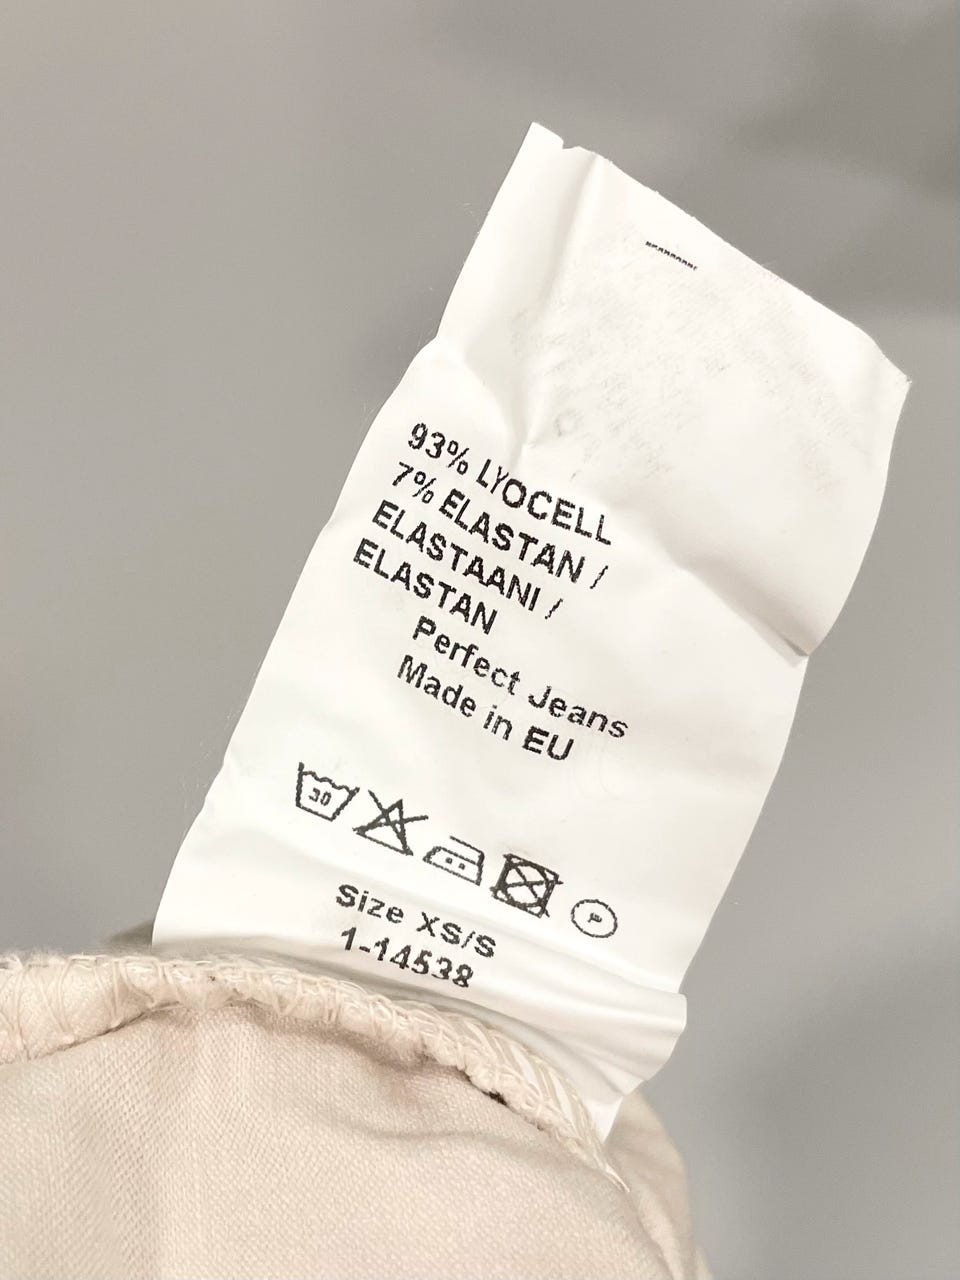 93% LYOCELL
7% ELASTAN /
ELASTAANI /
ELASTAN
Perfect Jeans
Made in EU
30
P
Size XS/S
1-14538